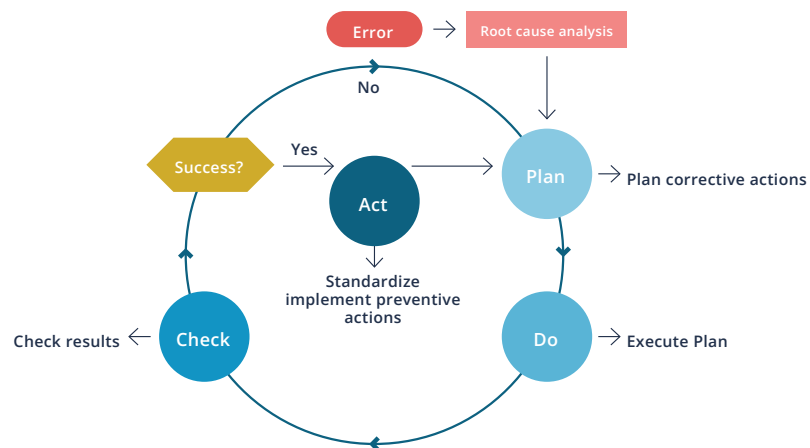 Error
Root cause analysis
No
Success?
Yes
Act
Plan
Plan corrective actions
Standardize
implement preventive
actions
Check results
Check
Do
Execute Plan